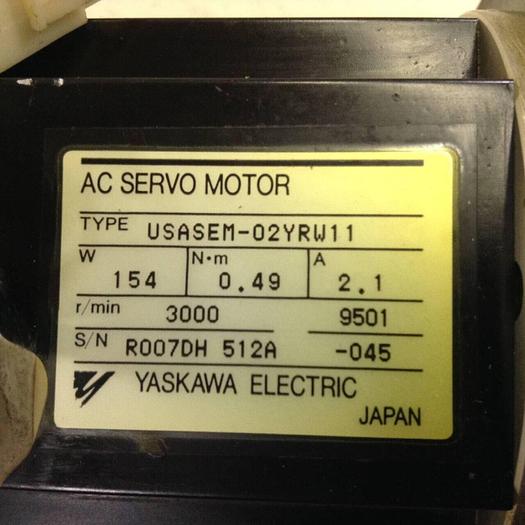 AC SERVO MOTOR
TYPE USASEM-02YRW11
W 154 N·m 0.49 A 2.1
r/min 3000 9501
S/N R007DH 512A -045
YASKAWA ELECTRIC
JAPAN